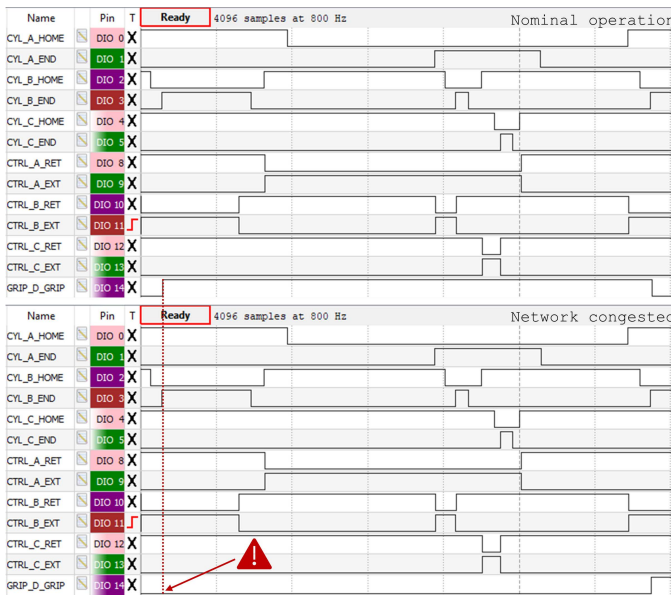 Name Pin T Ready 4096 samples at 800 Hz Nominal operation
CYL_A_HOME DIO 0 X
CYL_A_END DIO 1 X
CYL_B_HOME DIO 2 X
CYL_B_END DIO 3 X
CYL_C_HOME DIO 4 X
CYL_C_END DIO 5 X
CTRL_A_RET DIO 8 X
CTRL_A_EXT DIO 9 X
CTRL_B_RET DIO 10 X
CTRL_B_EXT DIO 11
CTRL_C_RET DIO 12 X
CTRL_C_EXT DIO 13 X
GRIP_D_GRIP DIO 14 X
Name Pin T Ready 4096 samples at 800 Hz Network congested
CYL_A_HOME DIO 0 X
CYL_A_END DIO 1 X
CYL_B_HOME DIO 2 X
CYL_B_END DIO 3 X
CYL_C_HOME DIO 4 X
CYL_C_END DIO 5 X
CTRL_A_RET DIO 8 X
CTRL_A_EXT DIO 9 X
CTRL_B_RET DIO 10 X
CTRL_B_EXT DIO 11
CTRL_C_RET DIO 12 X
CTRL_C_EXT DIO 13 X
GRIP_D_GRIP DIO 14 X
!